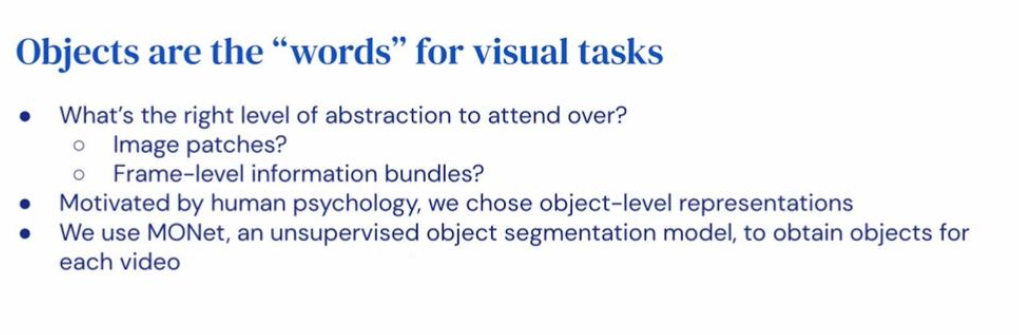 Objects are the “words” for visual tasks
● What’s the right level of abstraction to attend over?
○ Image patches?
○ Frame-level information bundles?
● Motivated by human psychology, we chose object-level representations
● We use MONet, an unsupervised object segmentation model, to obtain objects for
each video